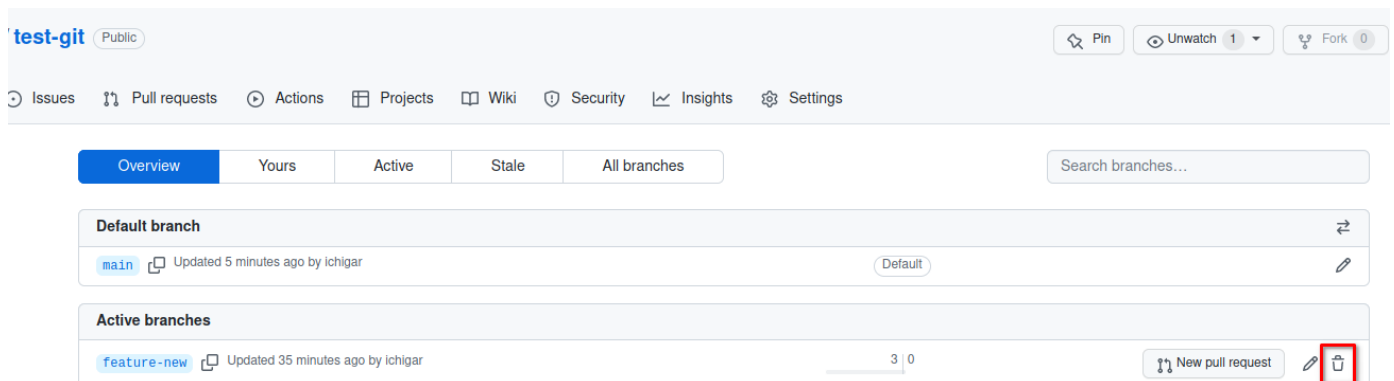 / test-git Public
Pin Unwatch 1 Fork 0
Issues Pull requests Actions Projects Wiki Security Insights Settings
Overview Yours Active Stale All branches Search branches...
Default branch
main Updated 5 minutes ago by ichigar Default
Active branches
feature-new Updated 35 minutes ago by ichigar 3 | 0 New pull request